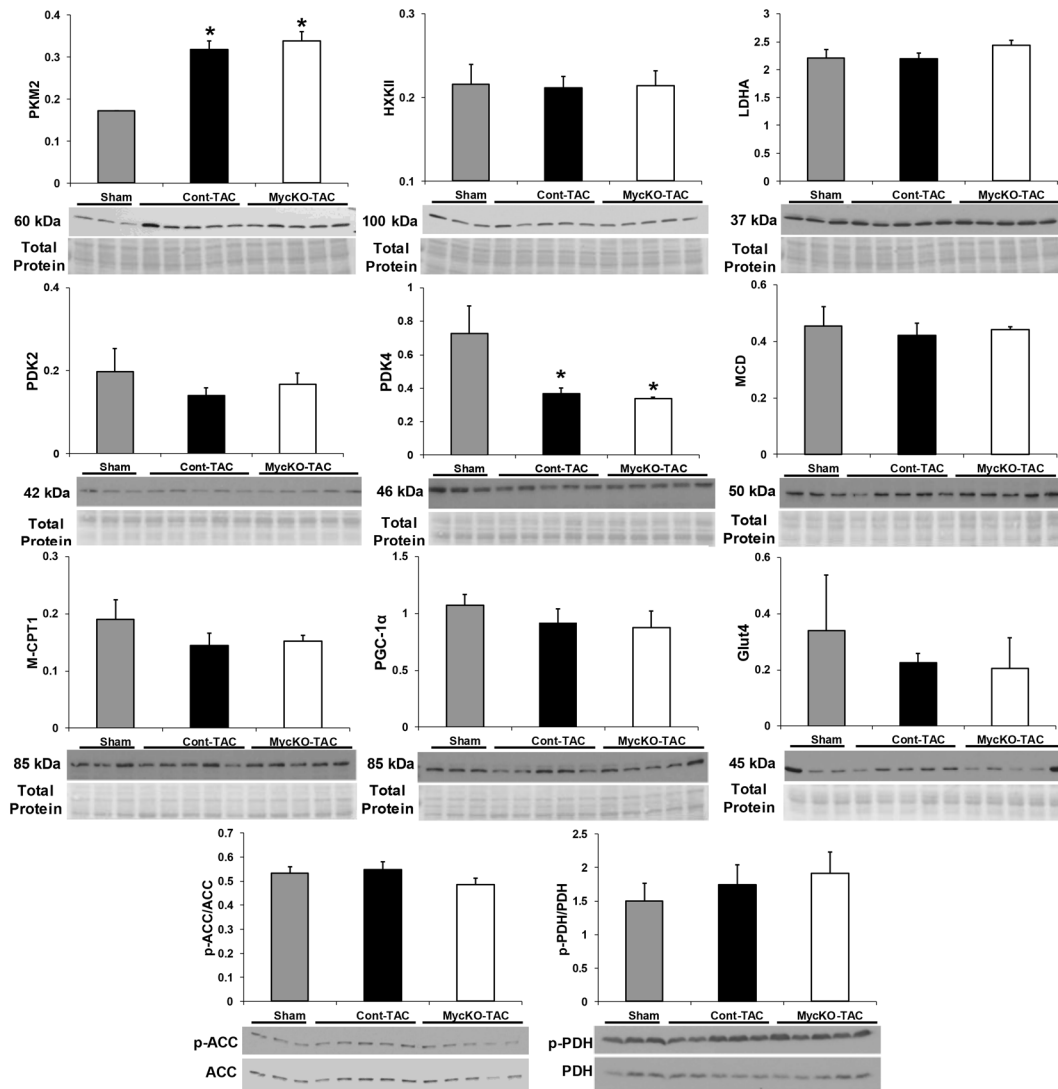 PKM2
0.4
0.3
0.2
0.1
0
*
*
Sham Cont-TAC MycKO-TAC
60 kDa
Total
Protein
HXKII
0.3
0.2
0.1
Sham Cont-TAC MycKO-TAC
100 kDa
Total
Protein
LDHA
3
2.5
2
1.5
1
0.5
0
Sham Cont-TAC MycKO-TAC
37 kDa
Total
Protein
PDK2
0.4
0.2
0
Sham Cont-TAC MycKO-TAC
42 kDa
Total
Protein
PDK4
1
0.8
0.6
0.4
0.2
0
*
*
Sham Cont-TAC MycKO-TAC
46 kDa
Total
Protein
MCD
0.6
0.4
0.2
0
Sham Cont-TAC MycKO-TAC
50 kDa
Total
Protein
M-CPT1
0.3
0.2
0.1
0
Sham Cont-TAC MycKO-TAC
85 kDa
Total
Protein
PGC-1α
1.5
1
0.5
0
Sham Cont-TAC MycKO-TAC
85 kDa
Total
Protein
Glut4
0.6
0.4
0.2
0
Sham Cont-TAC MycKO-TAC
45 kDa
Total
Protein
p-ACC/ACC
0.7
0.6
0.5
0.4
0.3
0.2
0.1
0
Sham Cont-TAC MycKO-TAC
p-ACC
ACC
p-PDH/PDH
2.5
2
1.5
1
0.5
0
Sham Cont-TAC MycKO-TAC
p-PDH
PDH